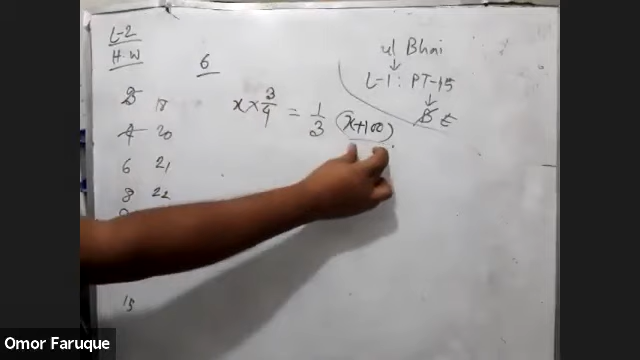 L-2
H.W
6
ul Bhai
L-1 : PT-15
B E
x × 3/4 = 1/3 (x+100)
2 18
4 20
6 21
8 22
15
Omor Faruque